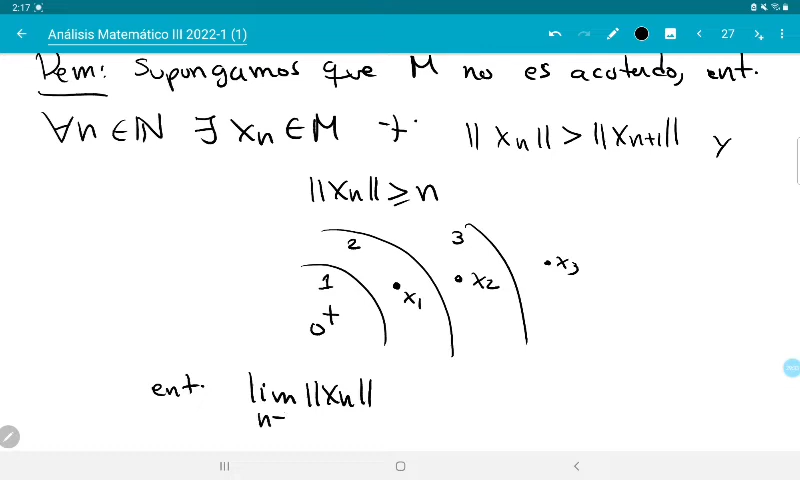 2:17
Análisis Matemático III 2022-1 (1)
27
Dem: Supongamos que M no es acotado, ent.
∀n ∈ ℕ ∃ xn ∈ M t. ||xn|| > ||xn+1|| y
||xn|| ≥ n
1 2 3
0 x1 x2 x3
ent. lim ||xn||
n–